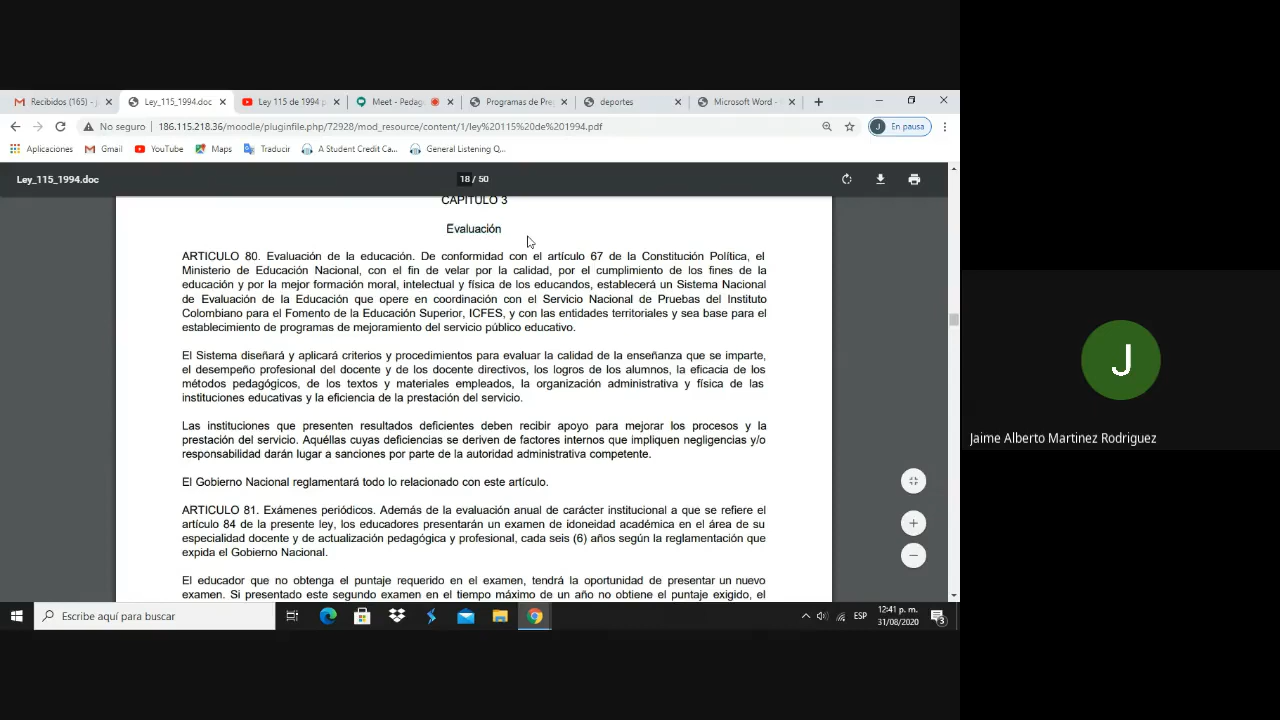 Recibidos (165) - j
Ley_115_1994.doc
Ley 115 de 1994 p
Meet - Pedag
Programas de Pre
deportes
Microsoft Word -
No seguro
186.115.218.36/moodle/pluginfile.php/72928/mod_resource/content/1/ley%20115%20de%201994.pdf
J
En pausa
Aplicaciones
Gmail
YouTube
Maps
Traducir
A Student Credit Ca...
General Listening Q...
Ley_115_1994.doc
18 / 50
CAPITULO 3
Evaluación
ARTICULO 80. Evaluación de la educación. De conformidad con el artículo 67 de la Constitución Política, el
Ministerio de Educación Nacional, con el fin de velar por la calidad, por el cumplimiento de los fines de la
educación y por la mejor formación moral, intelectual y física de los educandos, establecerá un Sistema Nacional
de Evaluación de la Educación que opere en coordinación con el Servicio Nacional de Pruebas del Instituto
Colombiano para el Fomento de la Educación Superior, ICFES, y con las entidades territoriales y sea base para el
establecimiento de programas de mejoramiento del servicio público educativo.
El Sistema diseñará y aplicará criterios y procedimientos para evaluar la calidad de la enseñanza que se imparte,
el desempeño profesional del docente y de los docente directivos, los logros de los alumnos, la eficacia de los
métodos pedagógicos, de los textos y materiales empleados, la organización administrativa y física de las
instituciones educativas y la eficiencia de la prestación del servicio.
Las instituciones que presenten resultados deficientes deben recibir apoyo para mejorar los procesos y la
prestación del servicio. Aquéllas cuyas deficiencias se deriven de factores internos que impliquen negligencias y/o
responsabilidad darán lugar a sanciones por parte de la autoridad administrativa competente.
El Gobierno Nacional reglamentará todo lo relacionado con este artículo.
ARTICULO 81. Exámenes periódicos. Además de la evaluación anual de carácter institucional a que se refiere el
artículo 84 de la presente ley, los educadores presentarán un examen de idoneidad académica en el área de su
especialidad docente y de actualización pedagógica y profesional, cada seis (6) años según la reglamentación que
expida el Gobierno Nacional.
El educador que no obtenga el puntaje requerido en el examen, tendrá la oportunidad de presentar un nuevo
examen. Si presentado este segundo examen en el tiempo máximo de un año no obtiene el puntaje exigido, el
J
Jaime Alberto Martinez Rodriguez
Escribe aquí para buscar
ESP
12:41 p. m.
31/08/2020
3